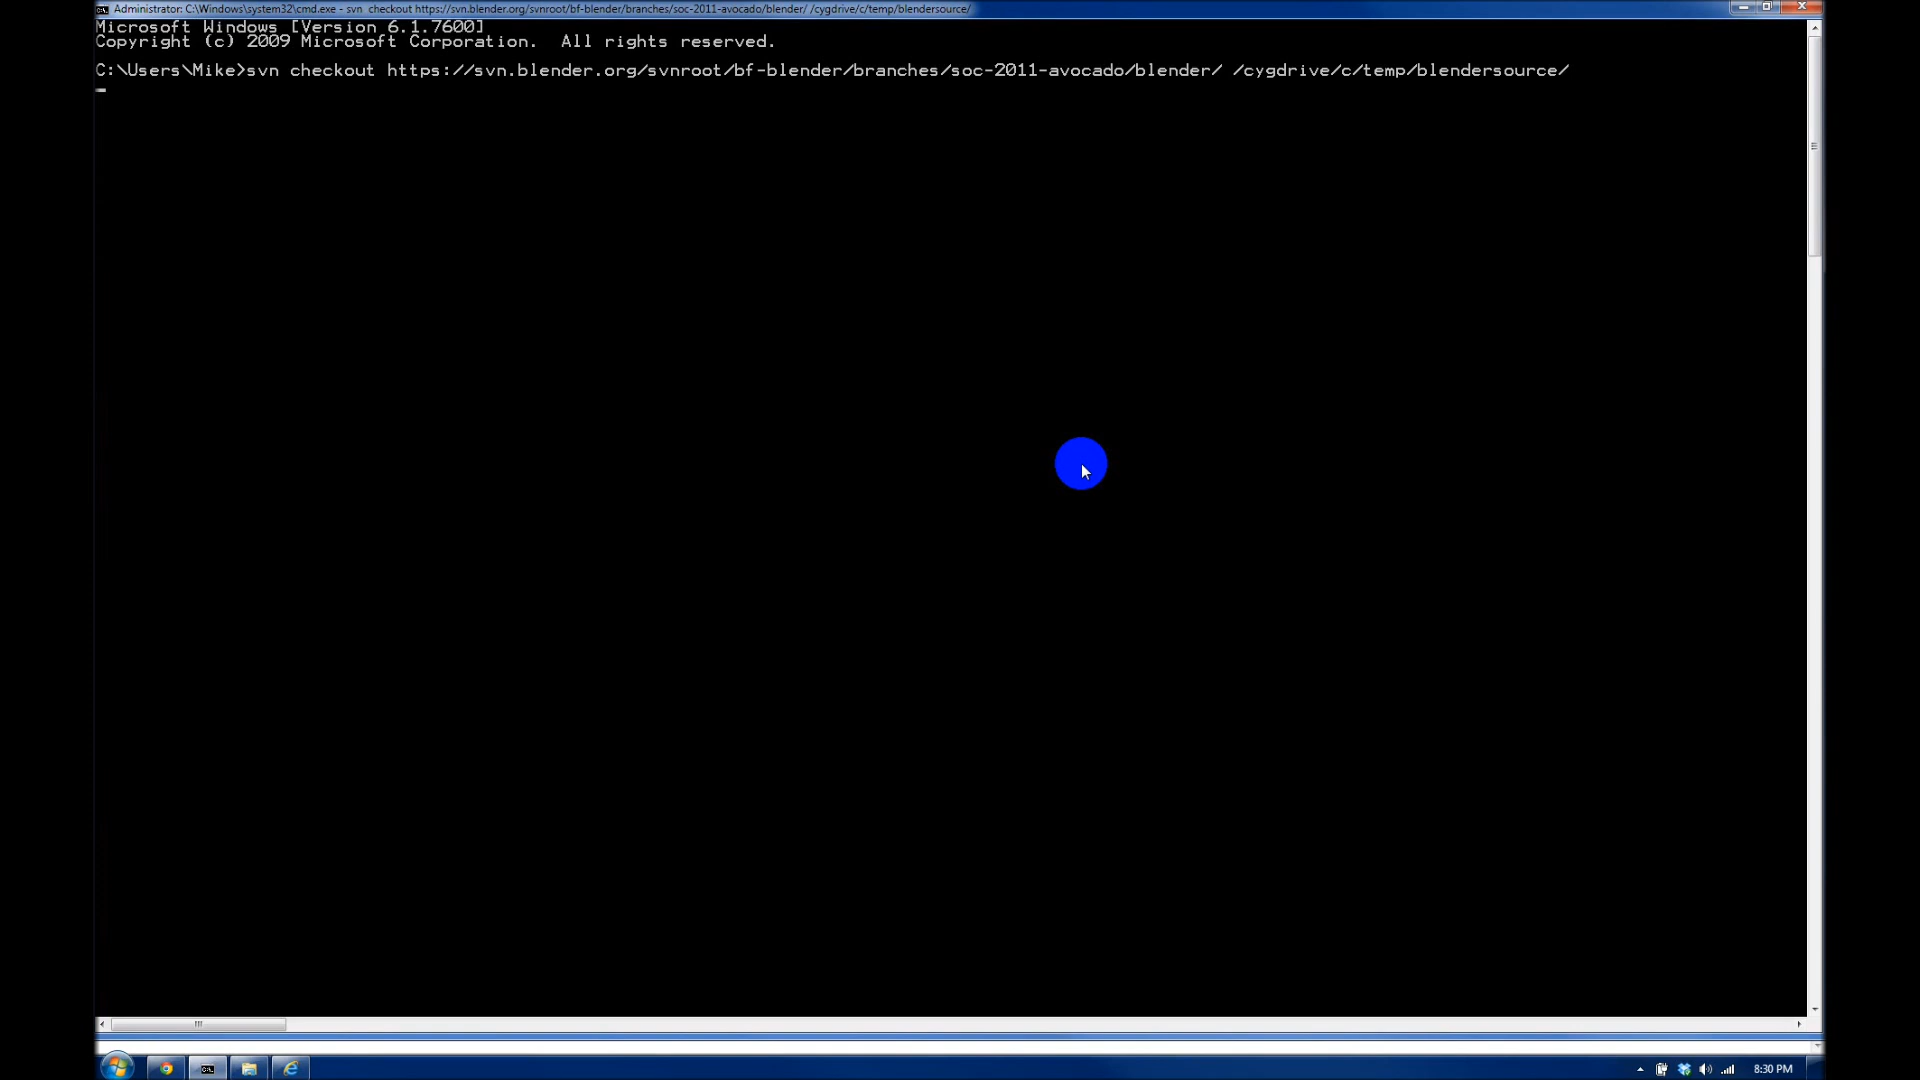 Administrator: C:\Windows\system32\cmd.exe - svn  checkout https://svn.blender.org/svnroot/bf-blender/branches/soc-2011-avocado/blender/ /cygdrive/c/temp/blendersource/
Microsoft Windows [Version 6.1.7600]
Copyright (c) 2009 Microsoft Corporation.  All rights reserved.
C:\Users\Mike>svn checkout https://svn.blender.org/svnroot/bf-blender/branches/soc-2011-avocado/blender/ /cygdrive/c/temp/blendersource/
8:30 PM